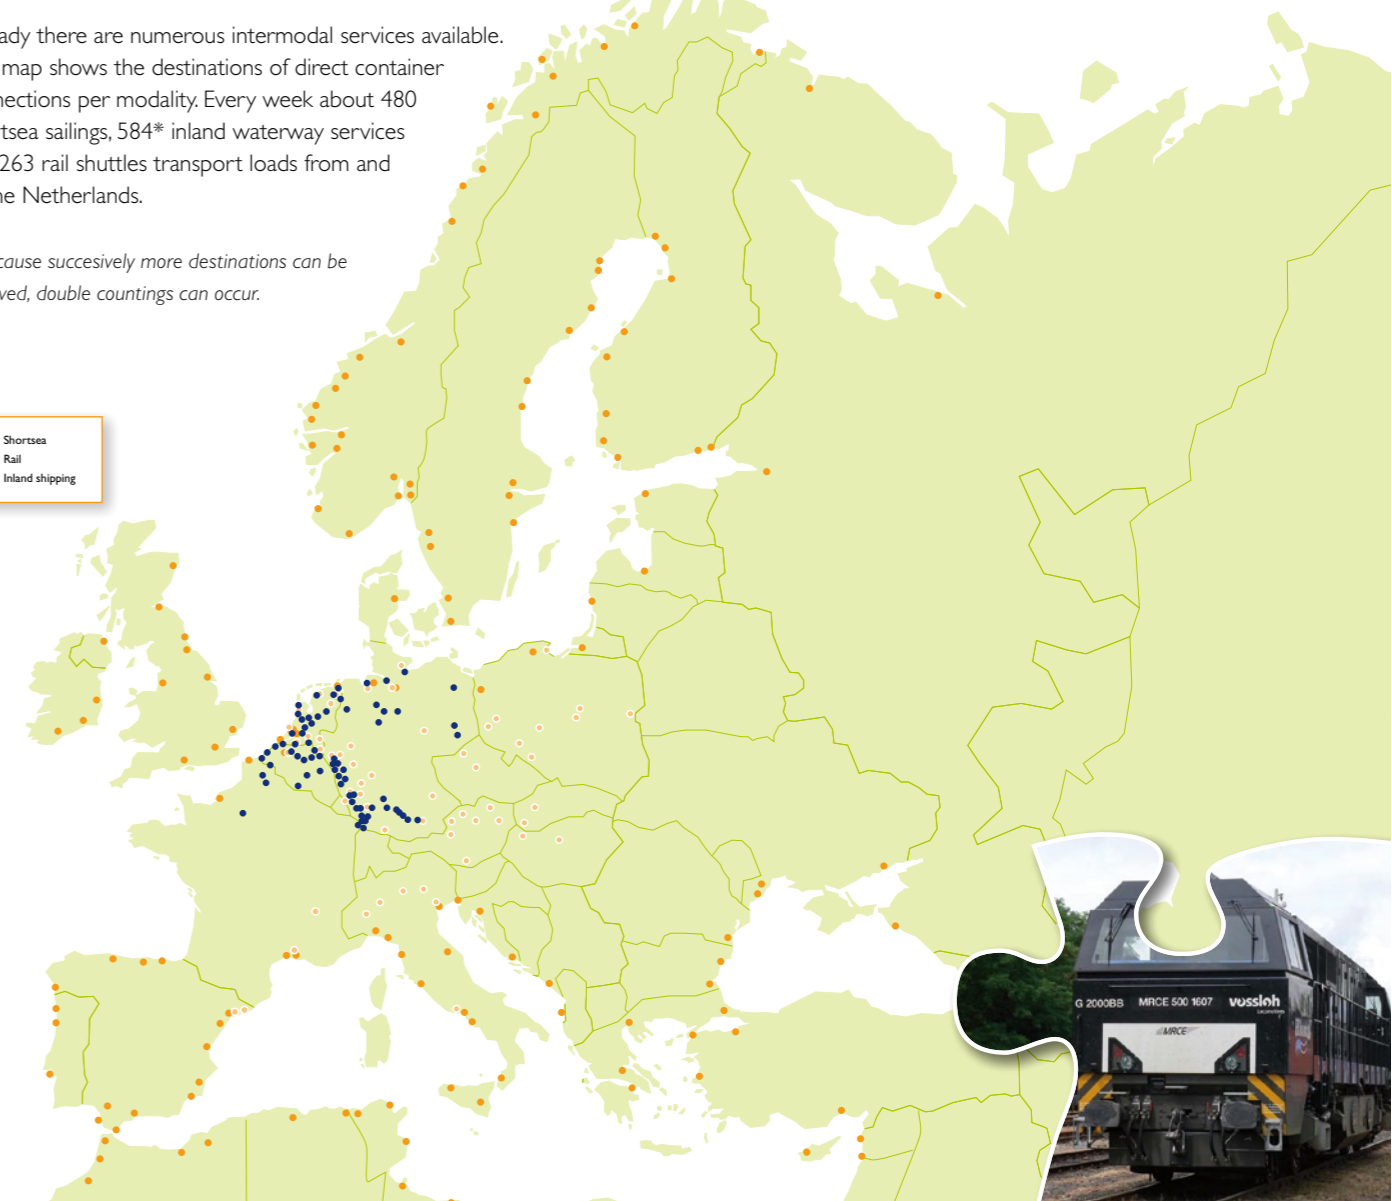 ady there are numerous intermodal services available.
map shows the destinations of direct container
nections per modality. Every week about 480
tsea sailings, 584* inland waterway services
263 rail shuttles transport loads from and
ne Netherlands.
cause succesively more destinations can be
ved, double countings can occur.
Shortsea
Rail
Inland shipping
G 2000BB MRCE 500 1607 vossloh
Locomotives
MRCE